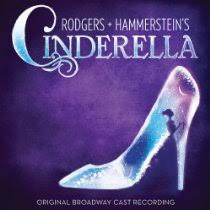 RODGERS + HAMMERSTEIN'S
CINDERELLA
ORIGINAL BROADWAY CAST RECORDING